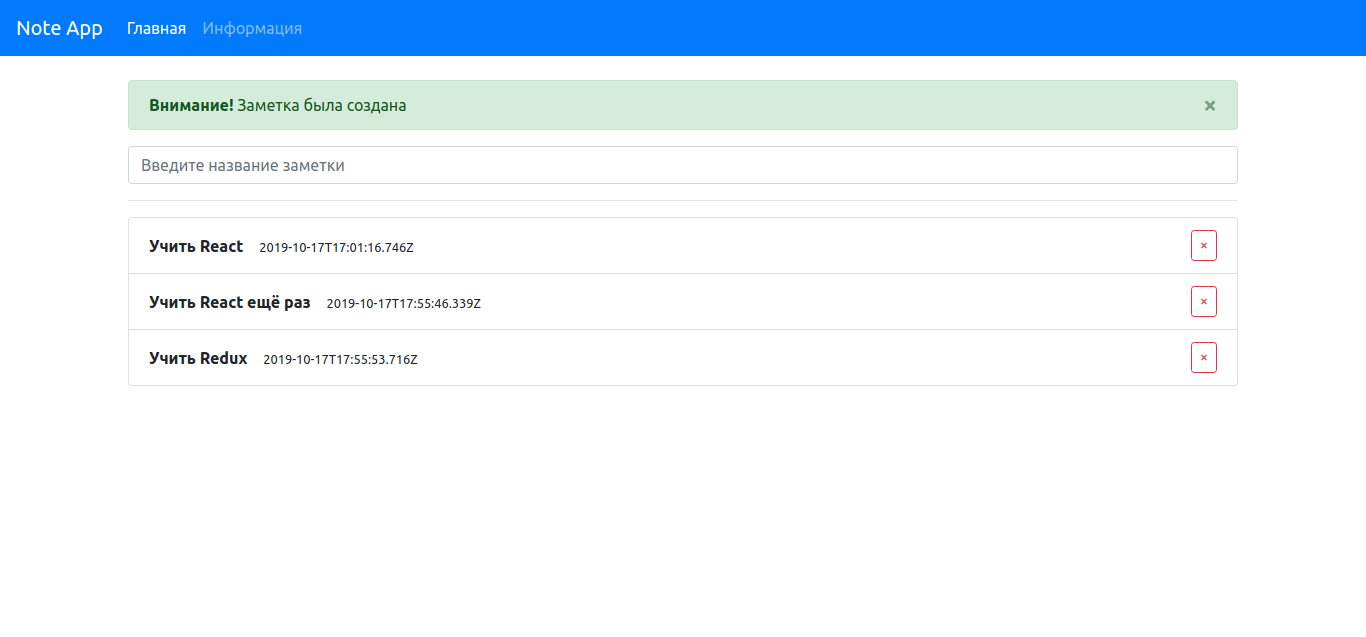 Note App Главная Информация
Внимание! Заметка была создана ×
Введите название заметки
Учить React 2019-10-17T17:01:16.746Z ×
Учить React ещё раз 2019-10-17T17:55:46.339Z ×
Учить Redux 2019-10-17T17:55:53.716Z ×